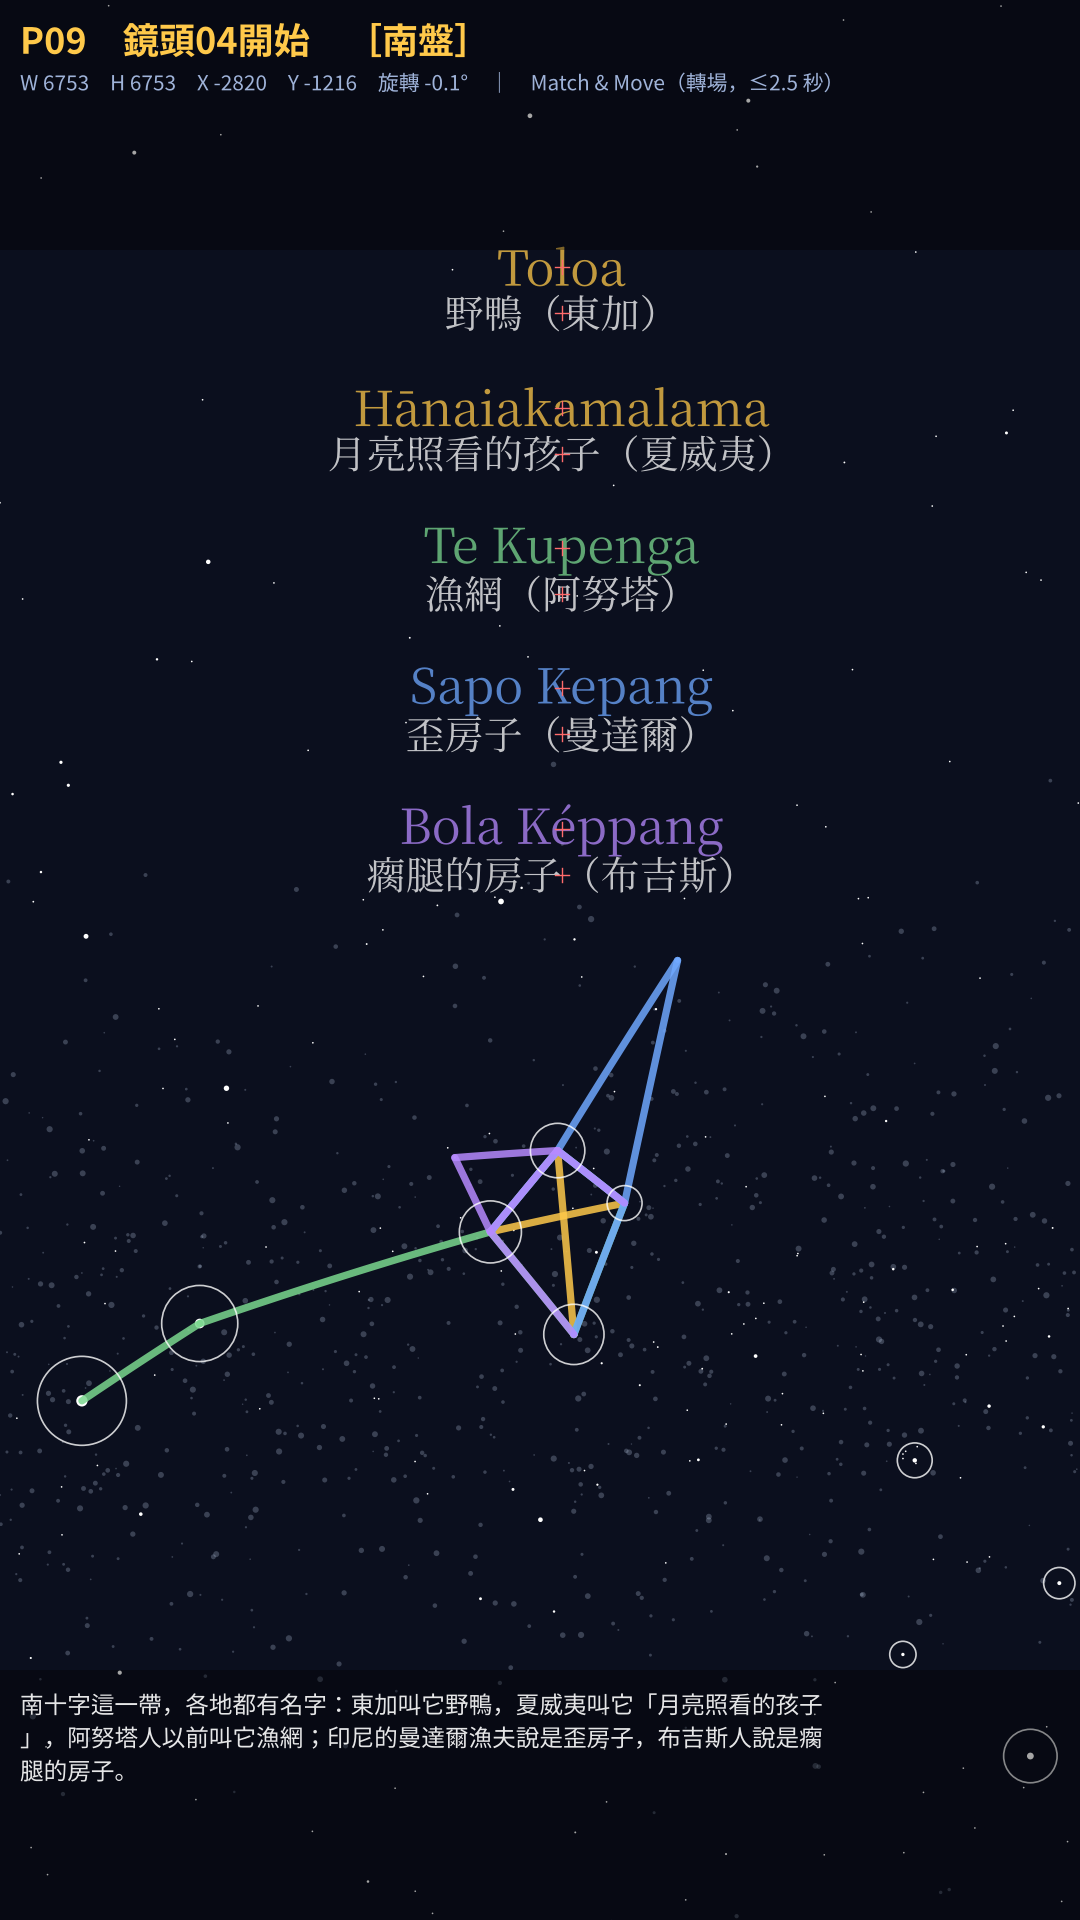 P09 鏡頭04開始 ［南盤］
W 6753 H 6753 X -2820 Y -1216 旋轉 -0.1° ｜ Match & Move（轉場，≤2.5 秒）
Toloa
野鴨（東加）
Hānaiakamalama
月亮照看的孩子（夏威夷）
Te Kupenga
漁網（阿努塔）
Sapo Kepang
歪房子（曼達爾）
Bola Képpang
瘸腿的房子（布吉斯）
南十字這一帶，各地都有名字：東加叫它野鴨，夏威夷叫它「月亮照看的孩子
」，阿努塔人以前叫它漁網；印尼的曼達爾漁夫說是歪房子，布吉斯人說是瘸
腿的房子。